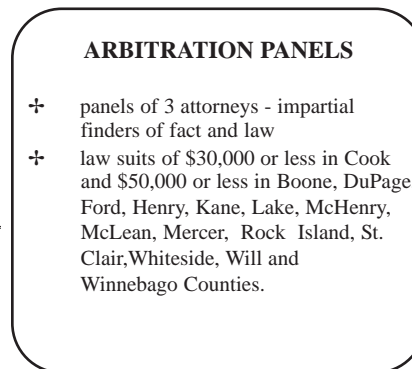 ARBITRATION PANELS
✢ panels of 3 attorneys - impartial
finders of fact and law
✢ law suits of $30,000 or less in Cook
and $50,000 or less in Boone, DuPage
Ford, Henry, Kane, Lake, McHenry,
McLean, Mercer, Rock Island, St.
Clair,Whiteside, Will and
Winnebago Counties.